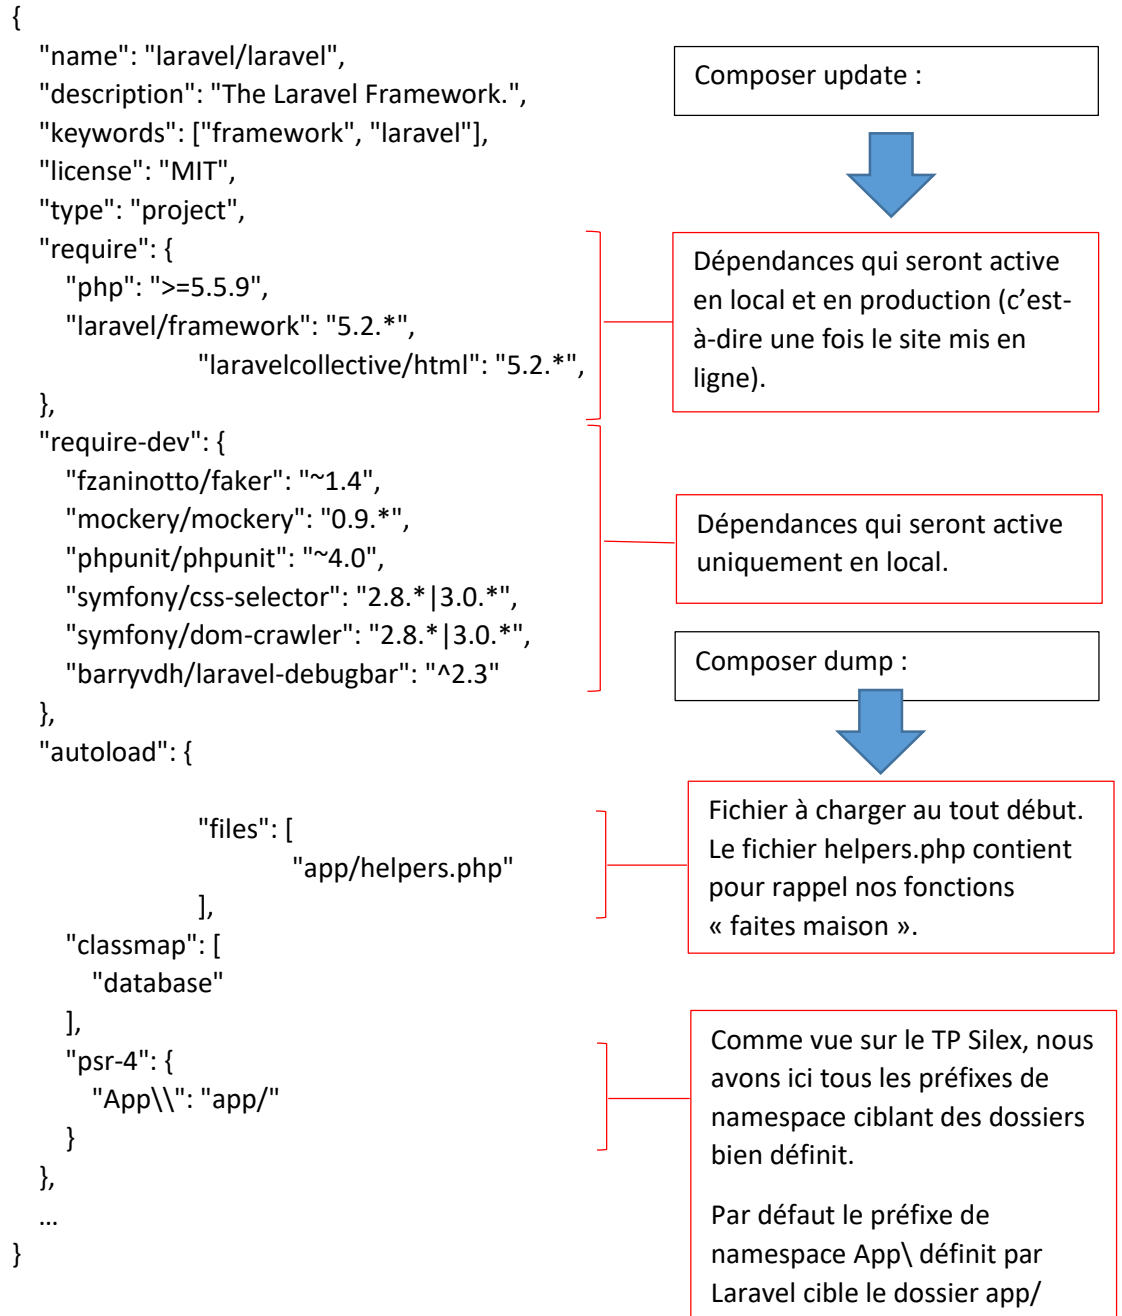 {
"name": "laravel/laravel",
"description": "The Laravel Framework.",
"keywords": ["framework", "laravel"],
"license": "MIT",
"type": "project",
"require": {
"php": ">=5.5.9",
"laravel/framework": "5.2.*",
"laravelcollective/html": "5.2.*",
},
"require-dev": {
"fzaninotto/faker": "~1.4",
"mockery/mockery": "0.9.*",
"phpunit/phpunit": "~4.0",
"symfony/css-selector": "2.8.*|3.0.*",
"symfony/dom-crawler": "2.8.*|3.0.*",
"barryvdh/laravel-debugbar": "^2.3"
},
"autoload": {
"files": [
"app/helpers.php"
],
"classmap": [
"database"
],
"psr-4": {
"App\\": "app/"
}
},
…
}
Composer update :
Dépendances qui seront active
en local et en production (c’est-
à-dire une fois le site mis en
ligne).
Dépendances qui seront active
uniquement en local.
Composer dump :
Fichier à charger au tout début.
Le fichier helpers.php contient
pour rappel nos fonctions
« faites maison ».
Comme vue sur le TP Silex, nous
avons ici tous les préfixes de
namespace ciblant des dossiers
bien définit.
Par défaut le préfixe de
namespace App\ définit par
Laravel cible le dossier app/